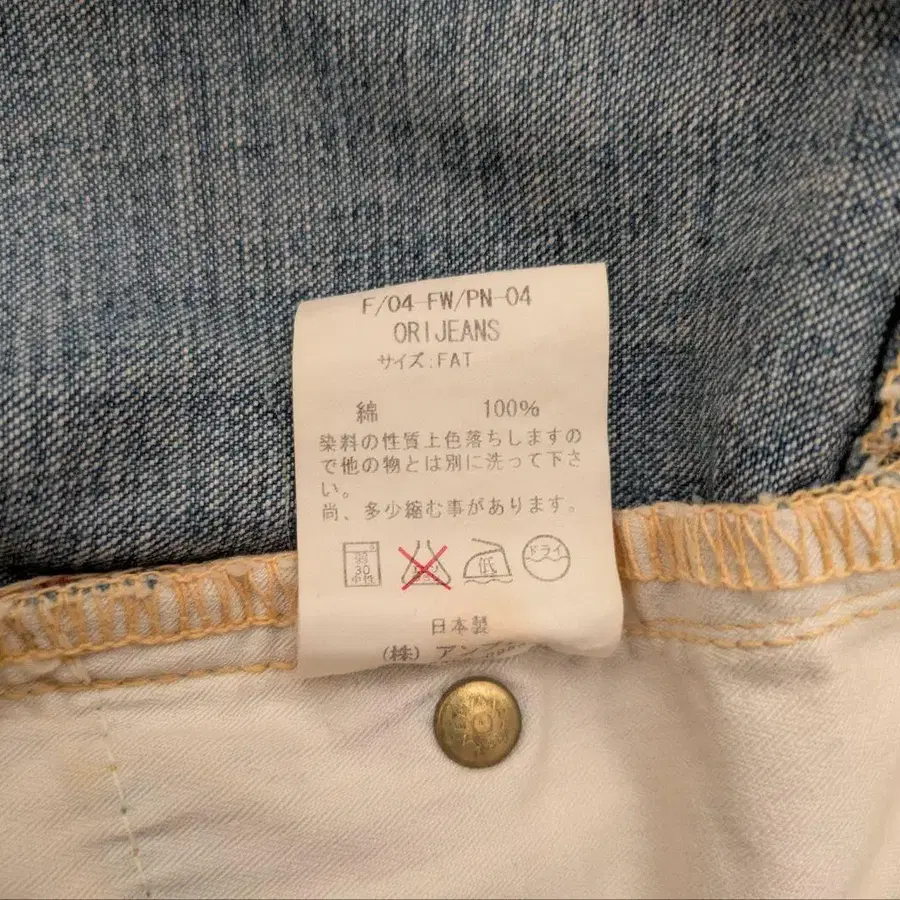 F/04-FW/PN-04
ORIJEANS
サイズ:FAT
綿 100%
染料の性質上色落ちしますの
で他の物とは別に洗って下さ
い。
尚、多少縮む事があります。
弱 30 低 ドライ
日本製
(株)